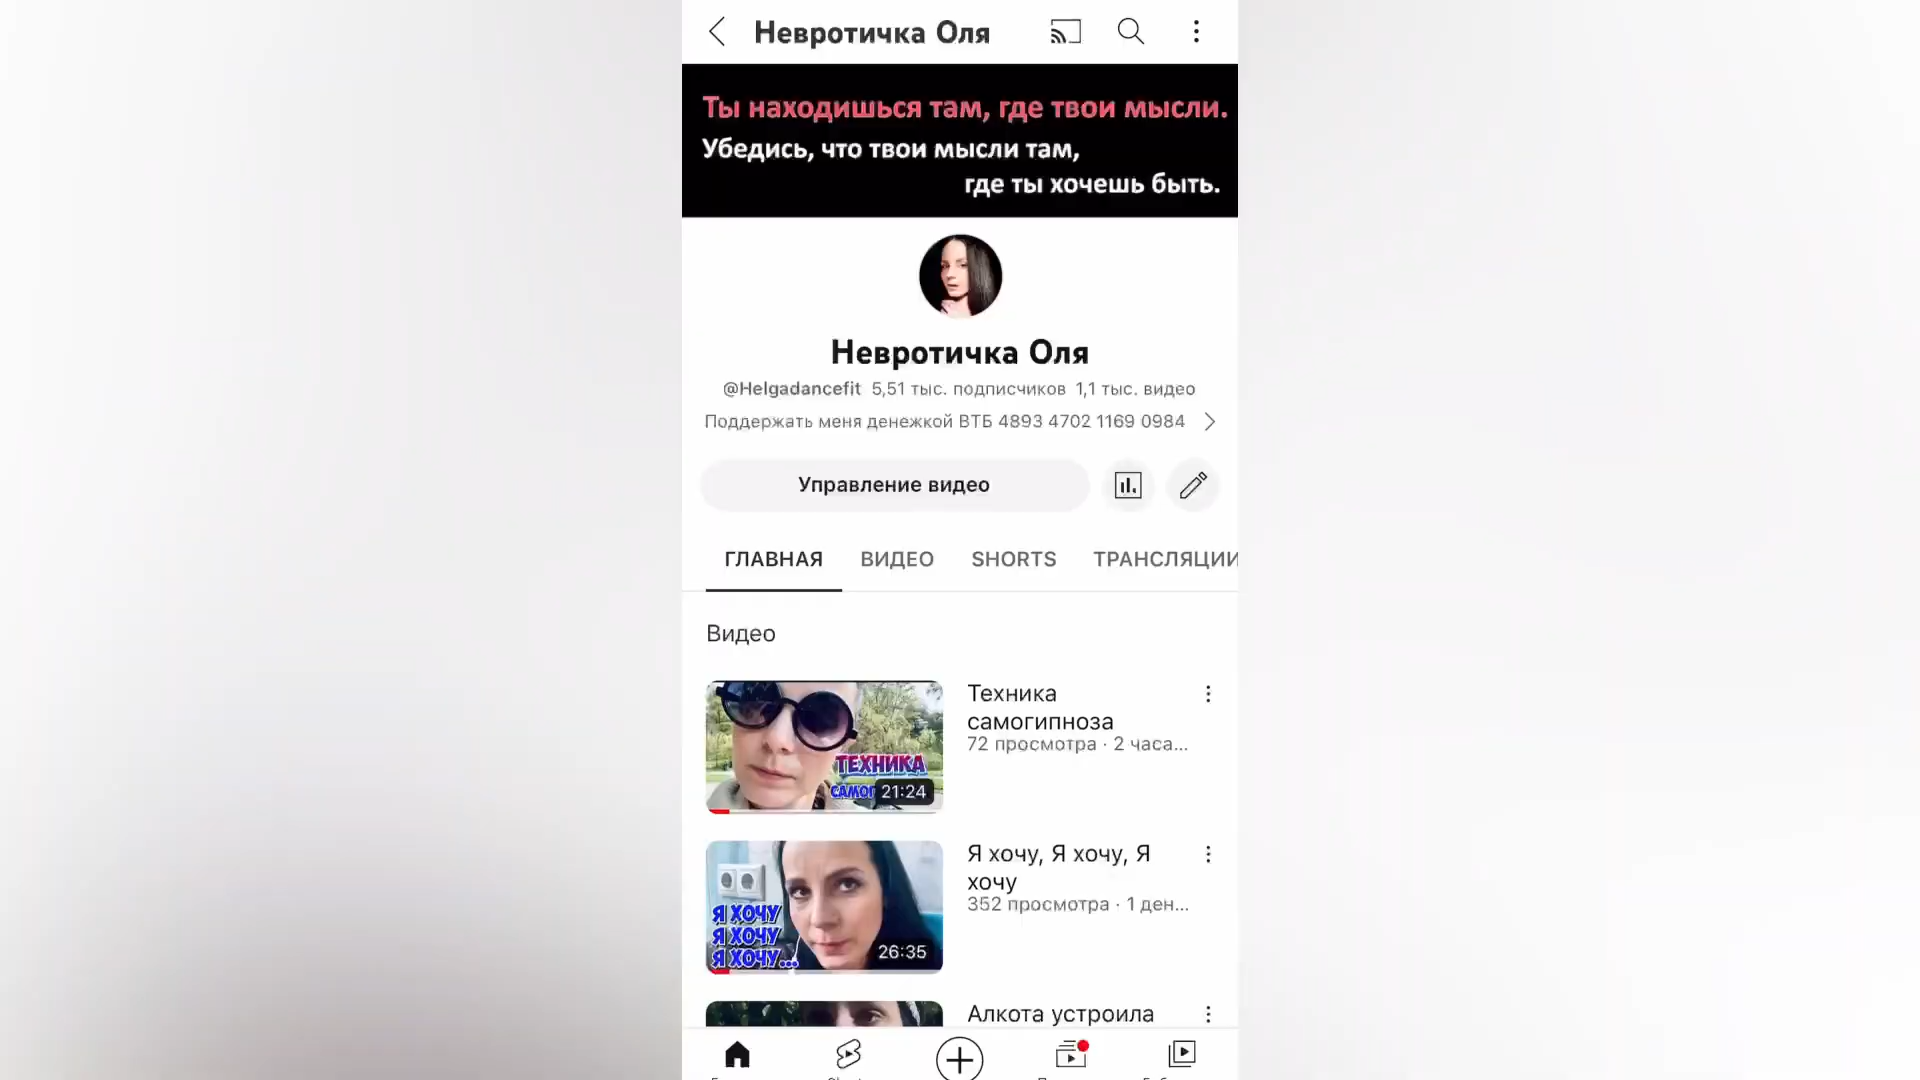 Невротичка Оля
Ты находишься там, где твои мысли.
Убедись, что твои мысли там,
где ты хочешь быть.
Невротичка Оля
@Helgadancefit 5,51 тыс. подписчиков 1,1 тыс. видео
Поддержать меня денежкой ВТБ 4893 4702 1169 0984
Управление видео
ГЛАВНАЯ ВИДЕО SHORTS ТРАНСЛЯЦИИ
Видео
ТЕХНИКА
САМОГ
21:24
Техника
самогипноза
72 просмотра · 2 часа...
Я ХОЧУ
Я ХОЧУ
Я ХОЧУ...
26:35
Я хочу, Я хочу, Я
хочу
352 просмотра · 1 ден...
Алкота устроила